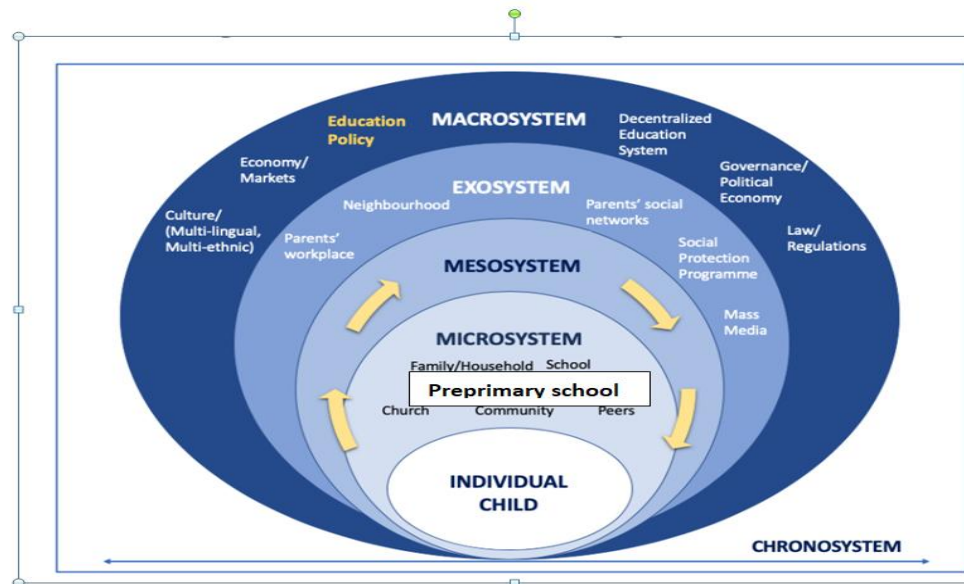 MACROSYSTEM
Education
Policy
Decentralized
Education
System
Economy/
Markets
Governance/
Political
Economy
Culture/
(Multi-lingual,
Multi-ethnic)
Law/
Regulations
EXOSYSTEM
Neighbourhood
Parents' social
networks
Parents'
workplace
Social
Protection
Programme
Mass
Media
MESOSYSTEM
MICROSYSTEM
Family/Household School
Preprimary school
Church Community Peers
INDIVIDUAL
CHILD
CHRONOSYSTEM